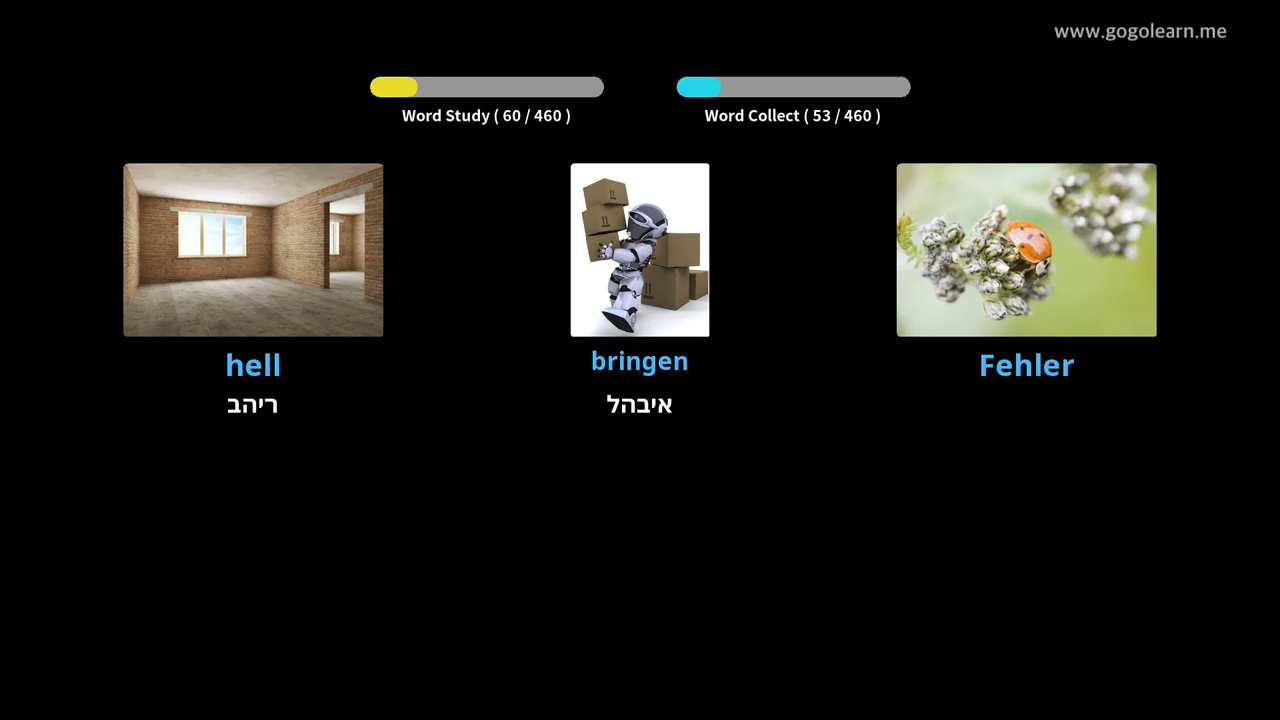 www.gogolearn.me
Word Study ( 60 / 460 )
Word Collect ( 53 / 460 )
hell
ריהב
bringen
איבהל
Fehler